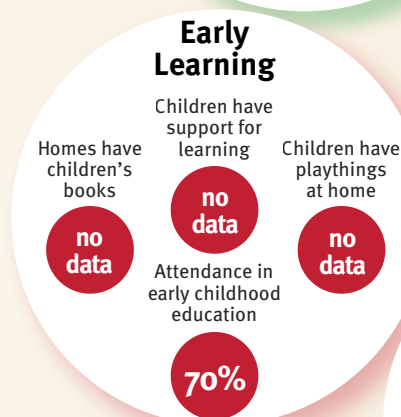 Early
Learning
Children have
support for
learning
no
data
Homes have
children's
books
no
data
Children have
playthings
at home
no
data
Attendance in
early childhood
education
70%